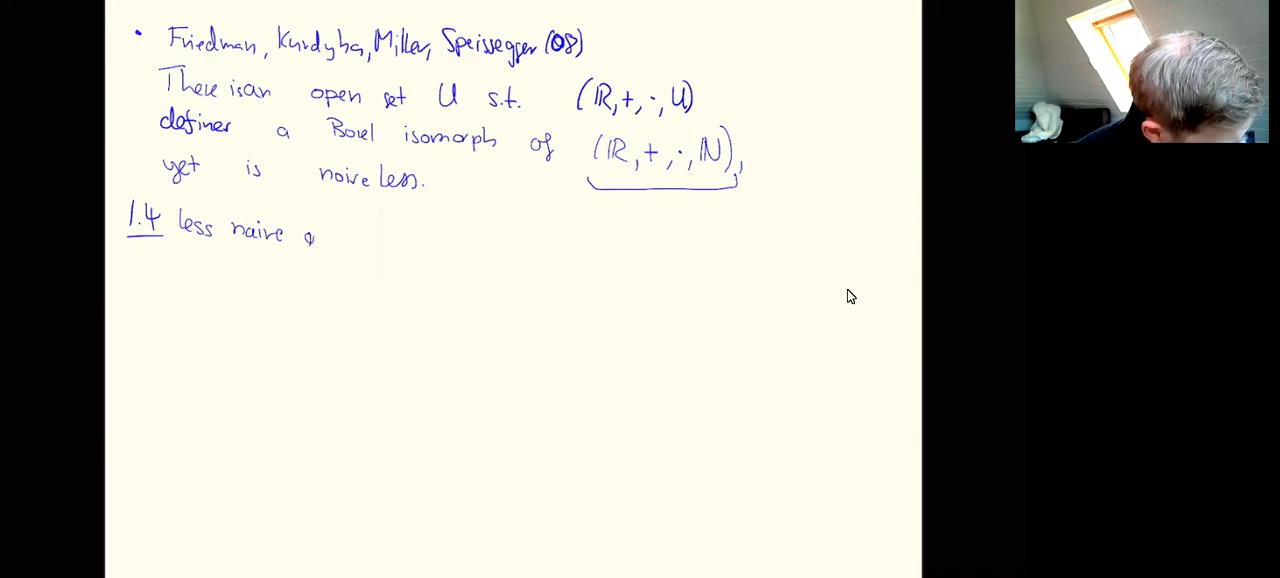 • Friedman, Kurdyka, Miller, Speissegger (08)
There is an open set U s.t. (ℝ,+,·,U)
defines a Borel isomorph of (ℝ,+,·,ℕ),
yet is noiseless.
1.4 less naive